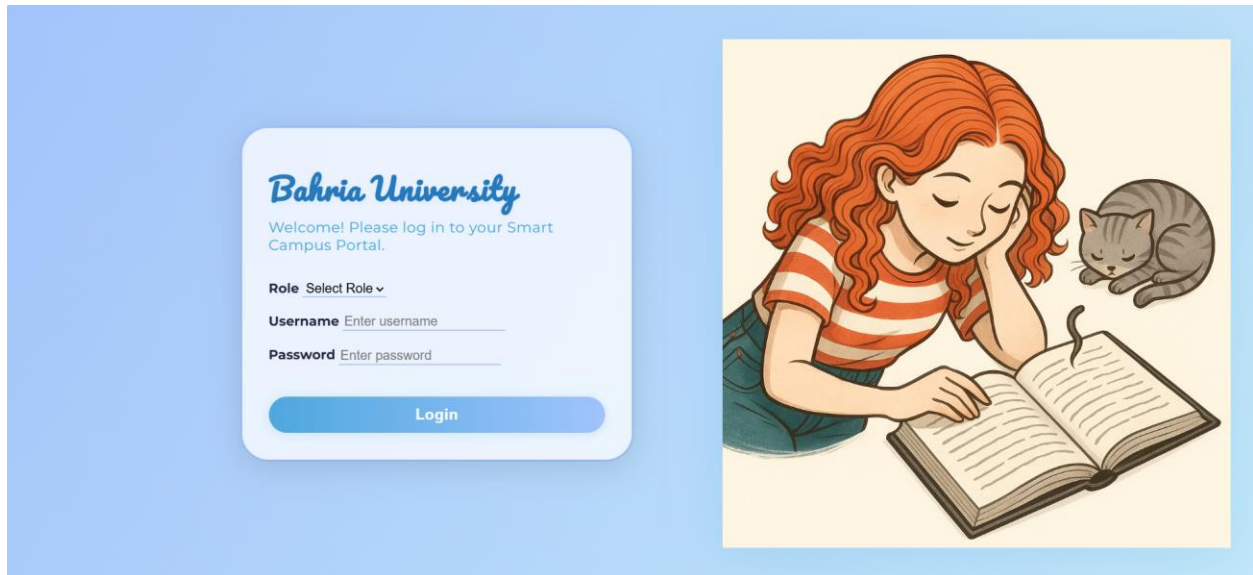 Bahria University
Welcome! Please log in to your Smart
Campus Portal.
Role Select Role
Username Enter username
Password Enter password
Login